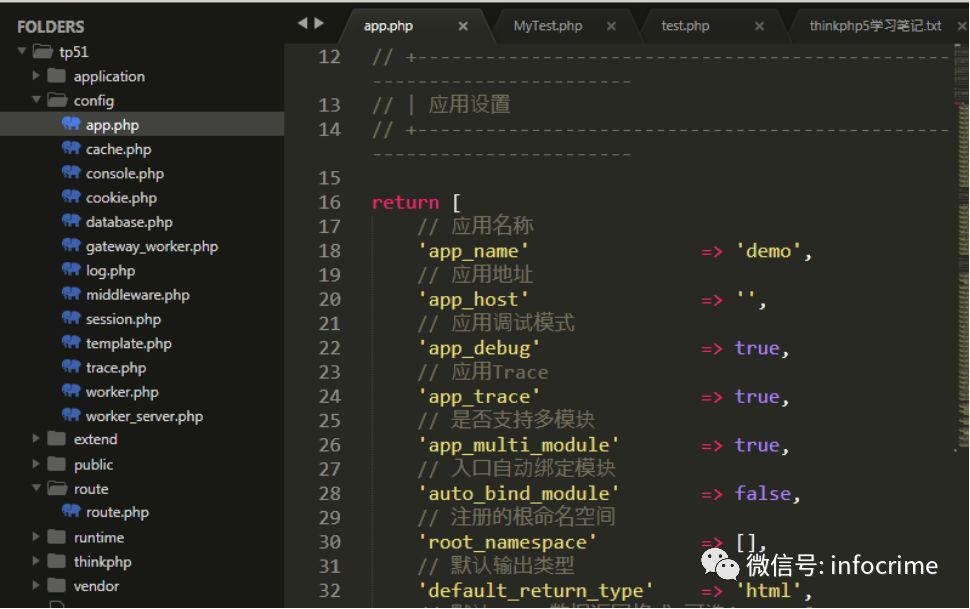 FOLDERS
tp51
application
config
app.php
cache.php
console.php
cookie.php
database.php
gateway_worker.php
log.php
middleware.php
session.php
template.php
trace.php
worker.php
worker_server.php
extend
public
route
route.php
runtime
thinkphp
vendor
app.php × MyTest.php × test.php × thinkphp5学习笔记.txt ×
12 // +-----------------------------------------------
-----------------------
13 // | 应用设置
14 // +-----------------------------------------------
-----------------------
15
16 return [
17 // 应用名称
18 'app_name' => 'demo',
19 // 应用地址
20 'app_host' => '',
21 // 应用调试模式
22 'app_debug' => true,
23 // 应用Trace
24 'app_trace' => true,
25 // 是否支持多模块
26 'app_multi_module' => true,
27 // 入口自动绑定模块
28 'auto_bind_module' => false,
29 // 注册的根命名空间
30 'root_namespace' => [],
31 // 默认输出类型
32 'default_return_type' => 'html',
微信号: infocrime